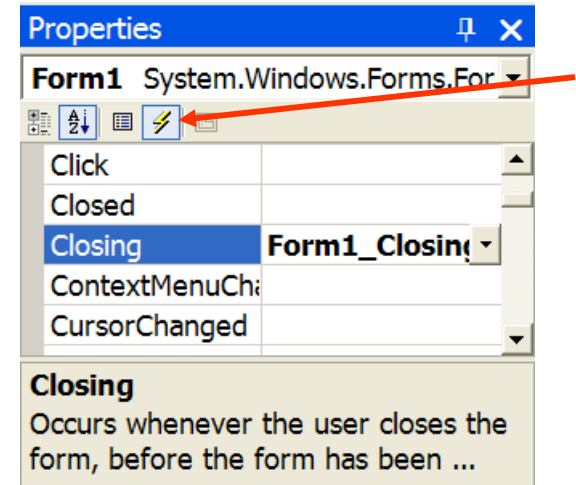 Properties
Form1 System.Windows.Forms.For
Click
Closed
Closing Form1_Closing
ContextMenuCha
CursorChanged
Closing
Occurs whenever the user closes the
form, before the form has been ...